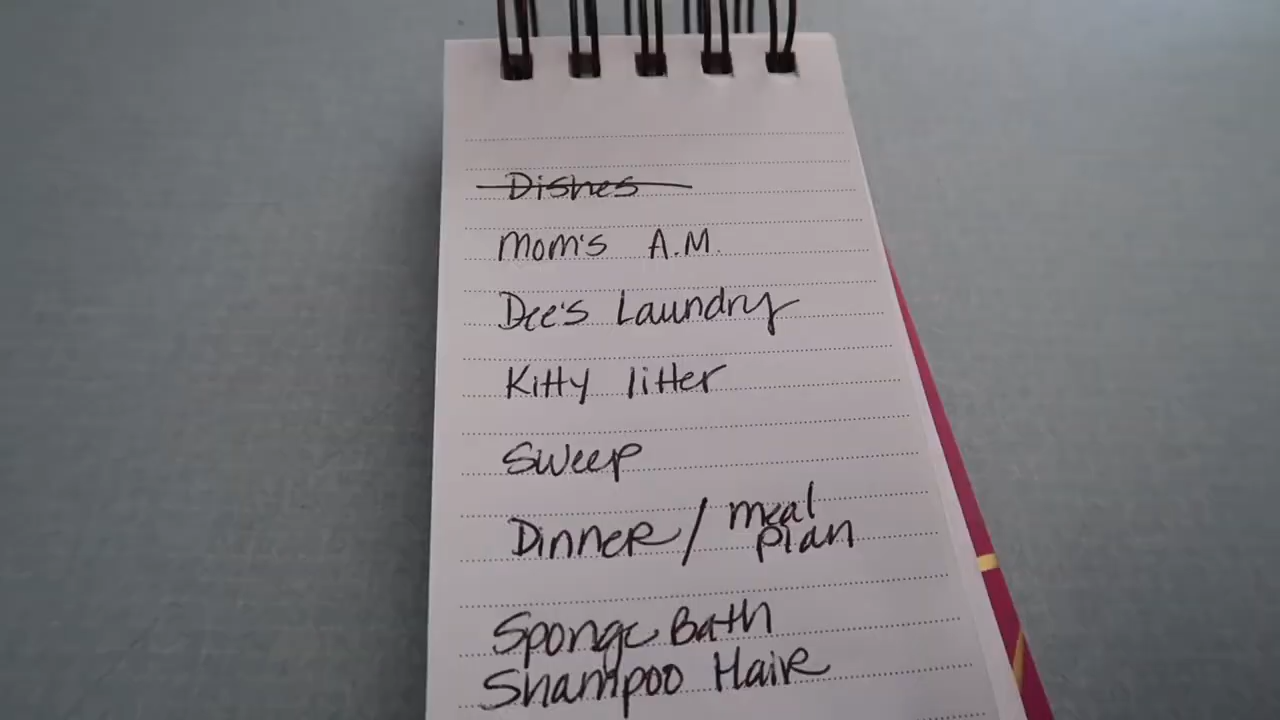 Dishes
Mom's A.M.
Dee's Laundry
Kitty litter
Sweep
Dinner / meal plan
Sponge Bath
Shampoo Hair